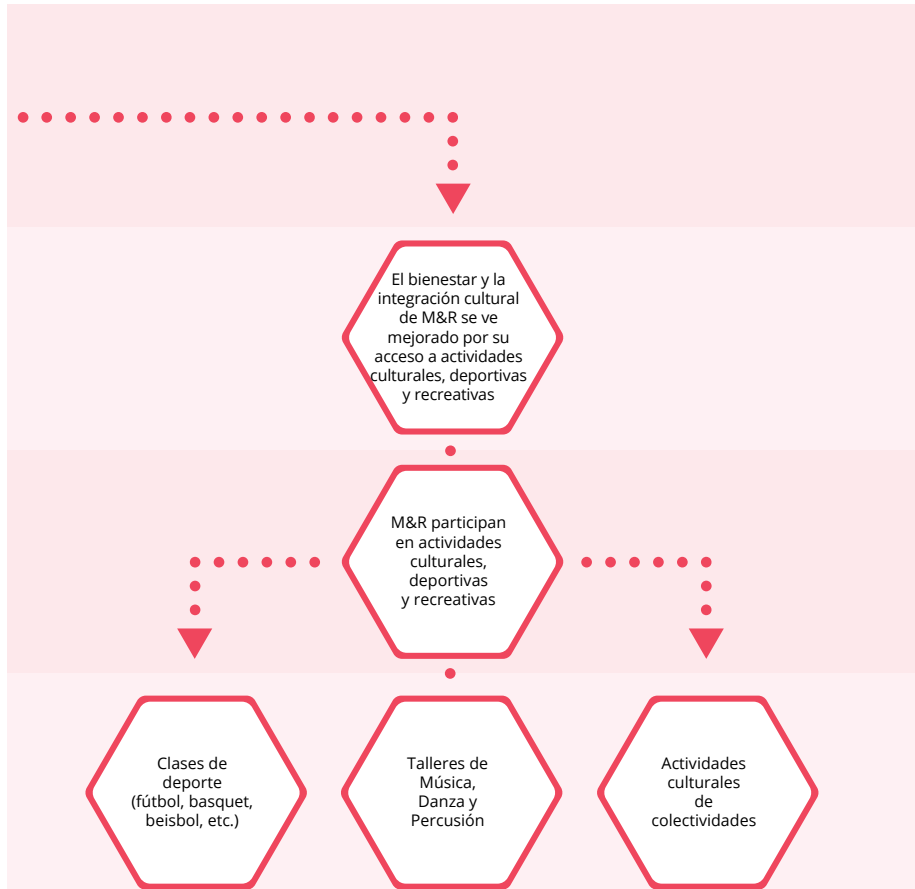 El bienestar y la
integración cultural
de M&R se ve
mejorado por su
acceso a actividades
culturales, deportivas
y recreativas
M&R participan
en actividades
culturales,
deportivas
y recreativas
Clases de
deporte
(fútbol, basquet,
beisbol, etc.)
Talleres de
Música,
Danza y
Percusión
Actividades
culturales
de
colectividades